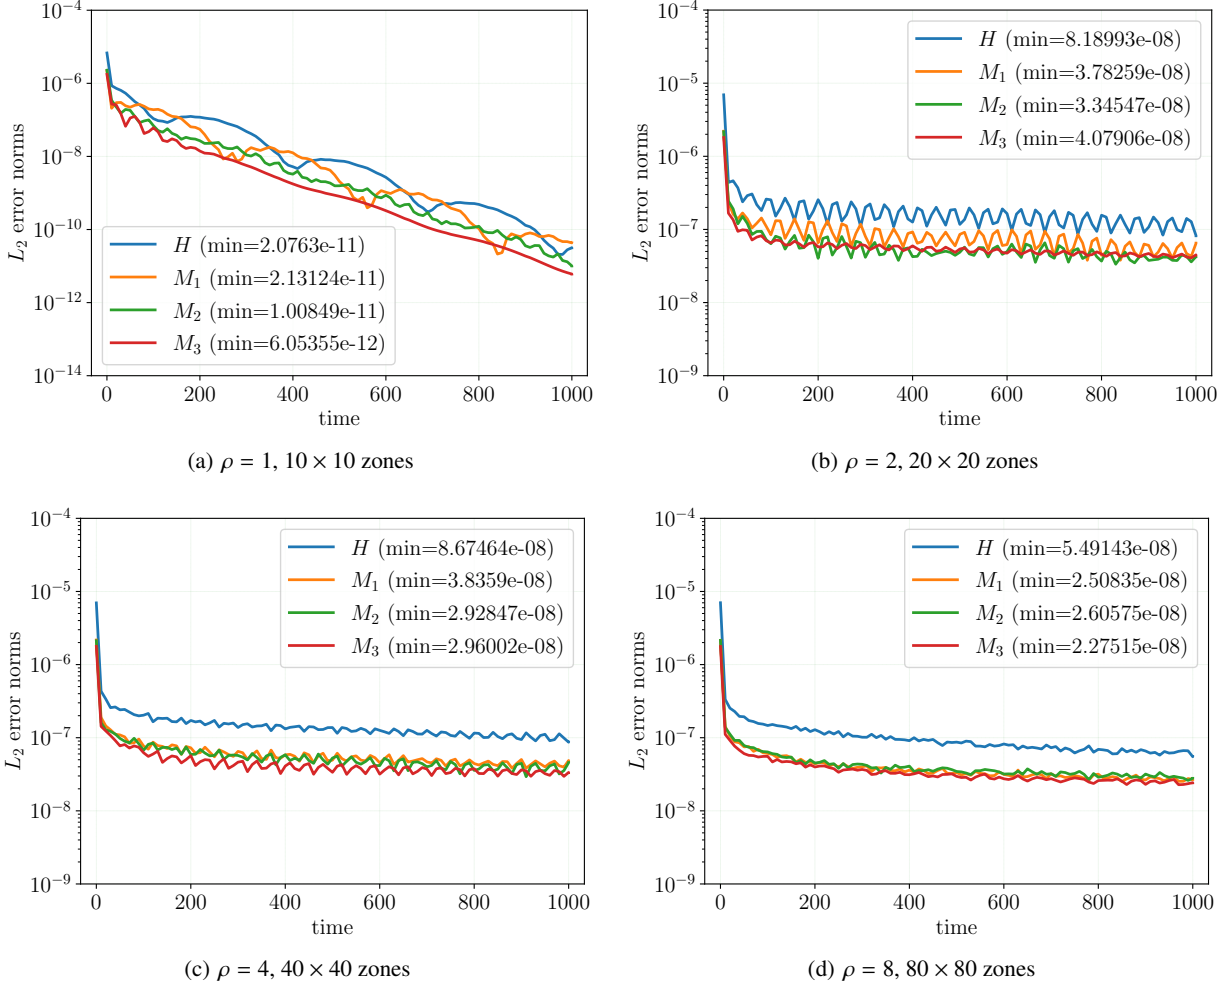 10⁻⁴
10⁻⁶
10⁻⁸
10⁻¹⁰
10⁻¹²
10⁻¹⁴
L₂ error norms
H (min=2.0763e-11)
M₁ (min=2.13124e-11)
M₂ (min=1.00849e-11)
M₃ (min=6.05355e-12)
0 200 400 600 800 1000
time
(a) ρ = 1, 10 × 10 zones
10⁻⁴
10⁻⁵
10⁻⁶
10⁻⁷
10⁻⁸
10⁻⁹
L₂ error norms
H (min=8.18993e-08)
M₁ (min=3.78259e-08)
M₂ (min=3.34547e-08)
M₃ (min=4.07906e-08)
0 200 400 600 800 1000
time
(b) ρ = 2, 20 × 20 zones
10⁻⁴
10⁻⁵
10⁻⁶
10⁻⁷
10⁻⁸
10⁻⁹
L₂ error norms
H (min=8.67464e-08)
M₁ (min=3.8359e-08)
M₂ (min=2.92847e-08)
M₃ (min=2.96002e-08)
0 200 400 600 800 1000
time
(c) ρ = 4, 40 × 40 zones
10⁻⁴
10⁻⁵
10⁻⁶
10⁻⁷
10⁻⁸
10⁻⁹
L₂ error norms
H (min=5.49143e-08)
M₁ (min=2.50835e-08)
M₂ (min=2.60575e-08)
M₃ (min=2.27515e-08)
0 200 400 600 800 1000
time
(d) ρ = 8, 80 × 80 zones